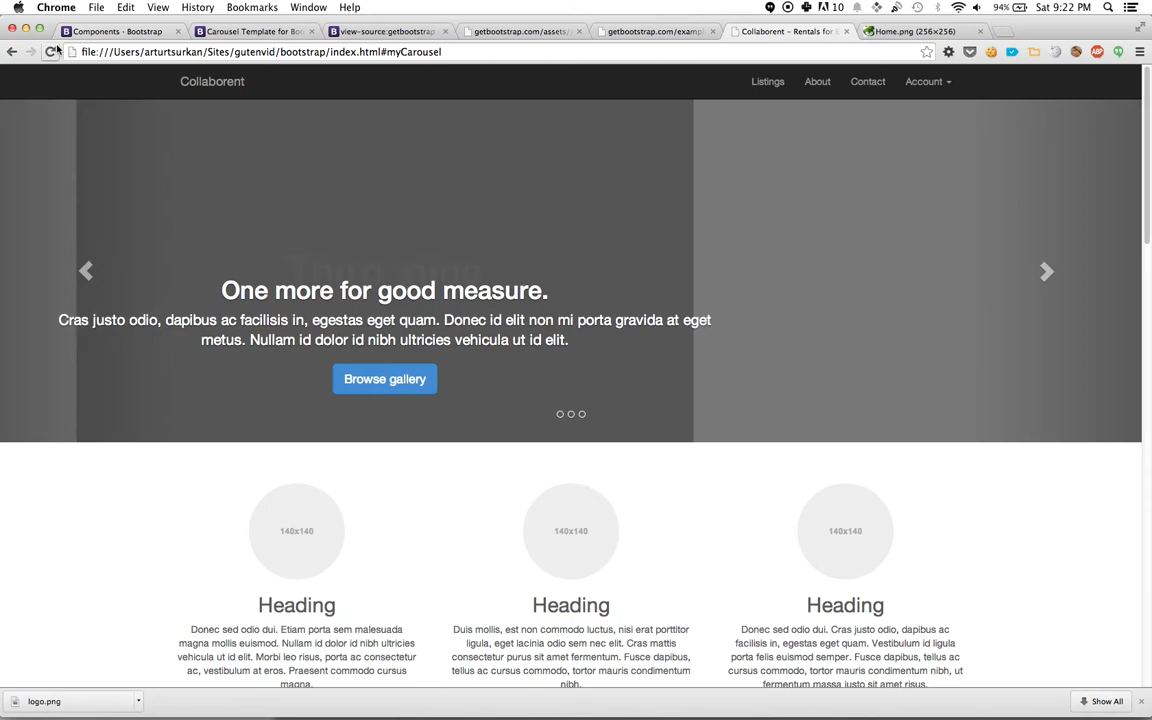 Chrome File Edit View History Bookmarks Window Help
10 94% Sat 9:22 PM
Components · Bootstrap
Carousel Template for Boo
view-source:getbootstrap
getbootstrap.com/assets/
getbootstrap.com/exampl
Collaborent – Rentals for E
Home.png (256×256)
file:///Users/arturtsurkan/Sites/gutenvid/bootstrap/index.html#myCarousel
ABP
Collaborent Listings About Contact Account
One more for good measure.
Cras justo odio, dapibus ac facilisis in, egestas eget quam. Donec id elit non mi porta gravida at eget
metus. Nullam id dolor id nibh ultricies vehicula ut id elit.
Browse gallery
140x140
140x140
140x140
Heading
Donec sed odio dui. Etiam porta sem malesuada
magna mollis euismod. Nullam id dolor id nibh
ultricies vehicula ut id elit. Morbi leo risus, porta ac consectetur
ac, vestibulum at eros. Praesent commodo cursus
magna.
Heading
Duis mollis, est non commodo luctus, nisi erat porttitor
ligula, eget lacinia odio sem nec elit. Cras mattis
consectetur purus sit amet fermentum. Fusce dapibus,
tellus ac cursus commodo, tortor mauris condimentum
nibh.
Heading
Donec sed odio dui. Cras justo odio, dapibus ac
facilisis in, egestas eget quam. Vestibulum id ligula
porta felis euismod semper. Fusce dapibus, tellus ac
cursus commodo, tortor mauris condimentum nibh, ut
fermentum massa justo sit amet risus.
logo.png
Show All